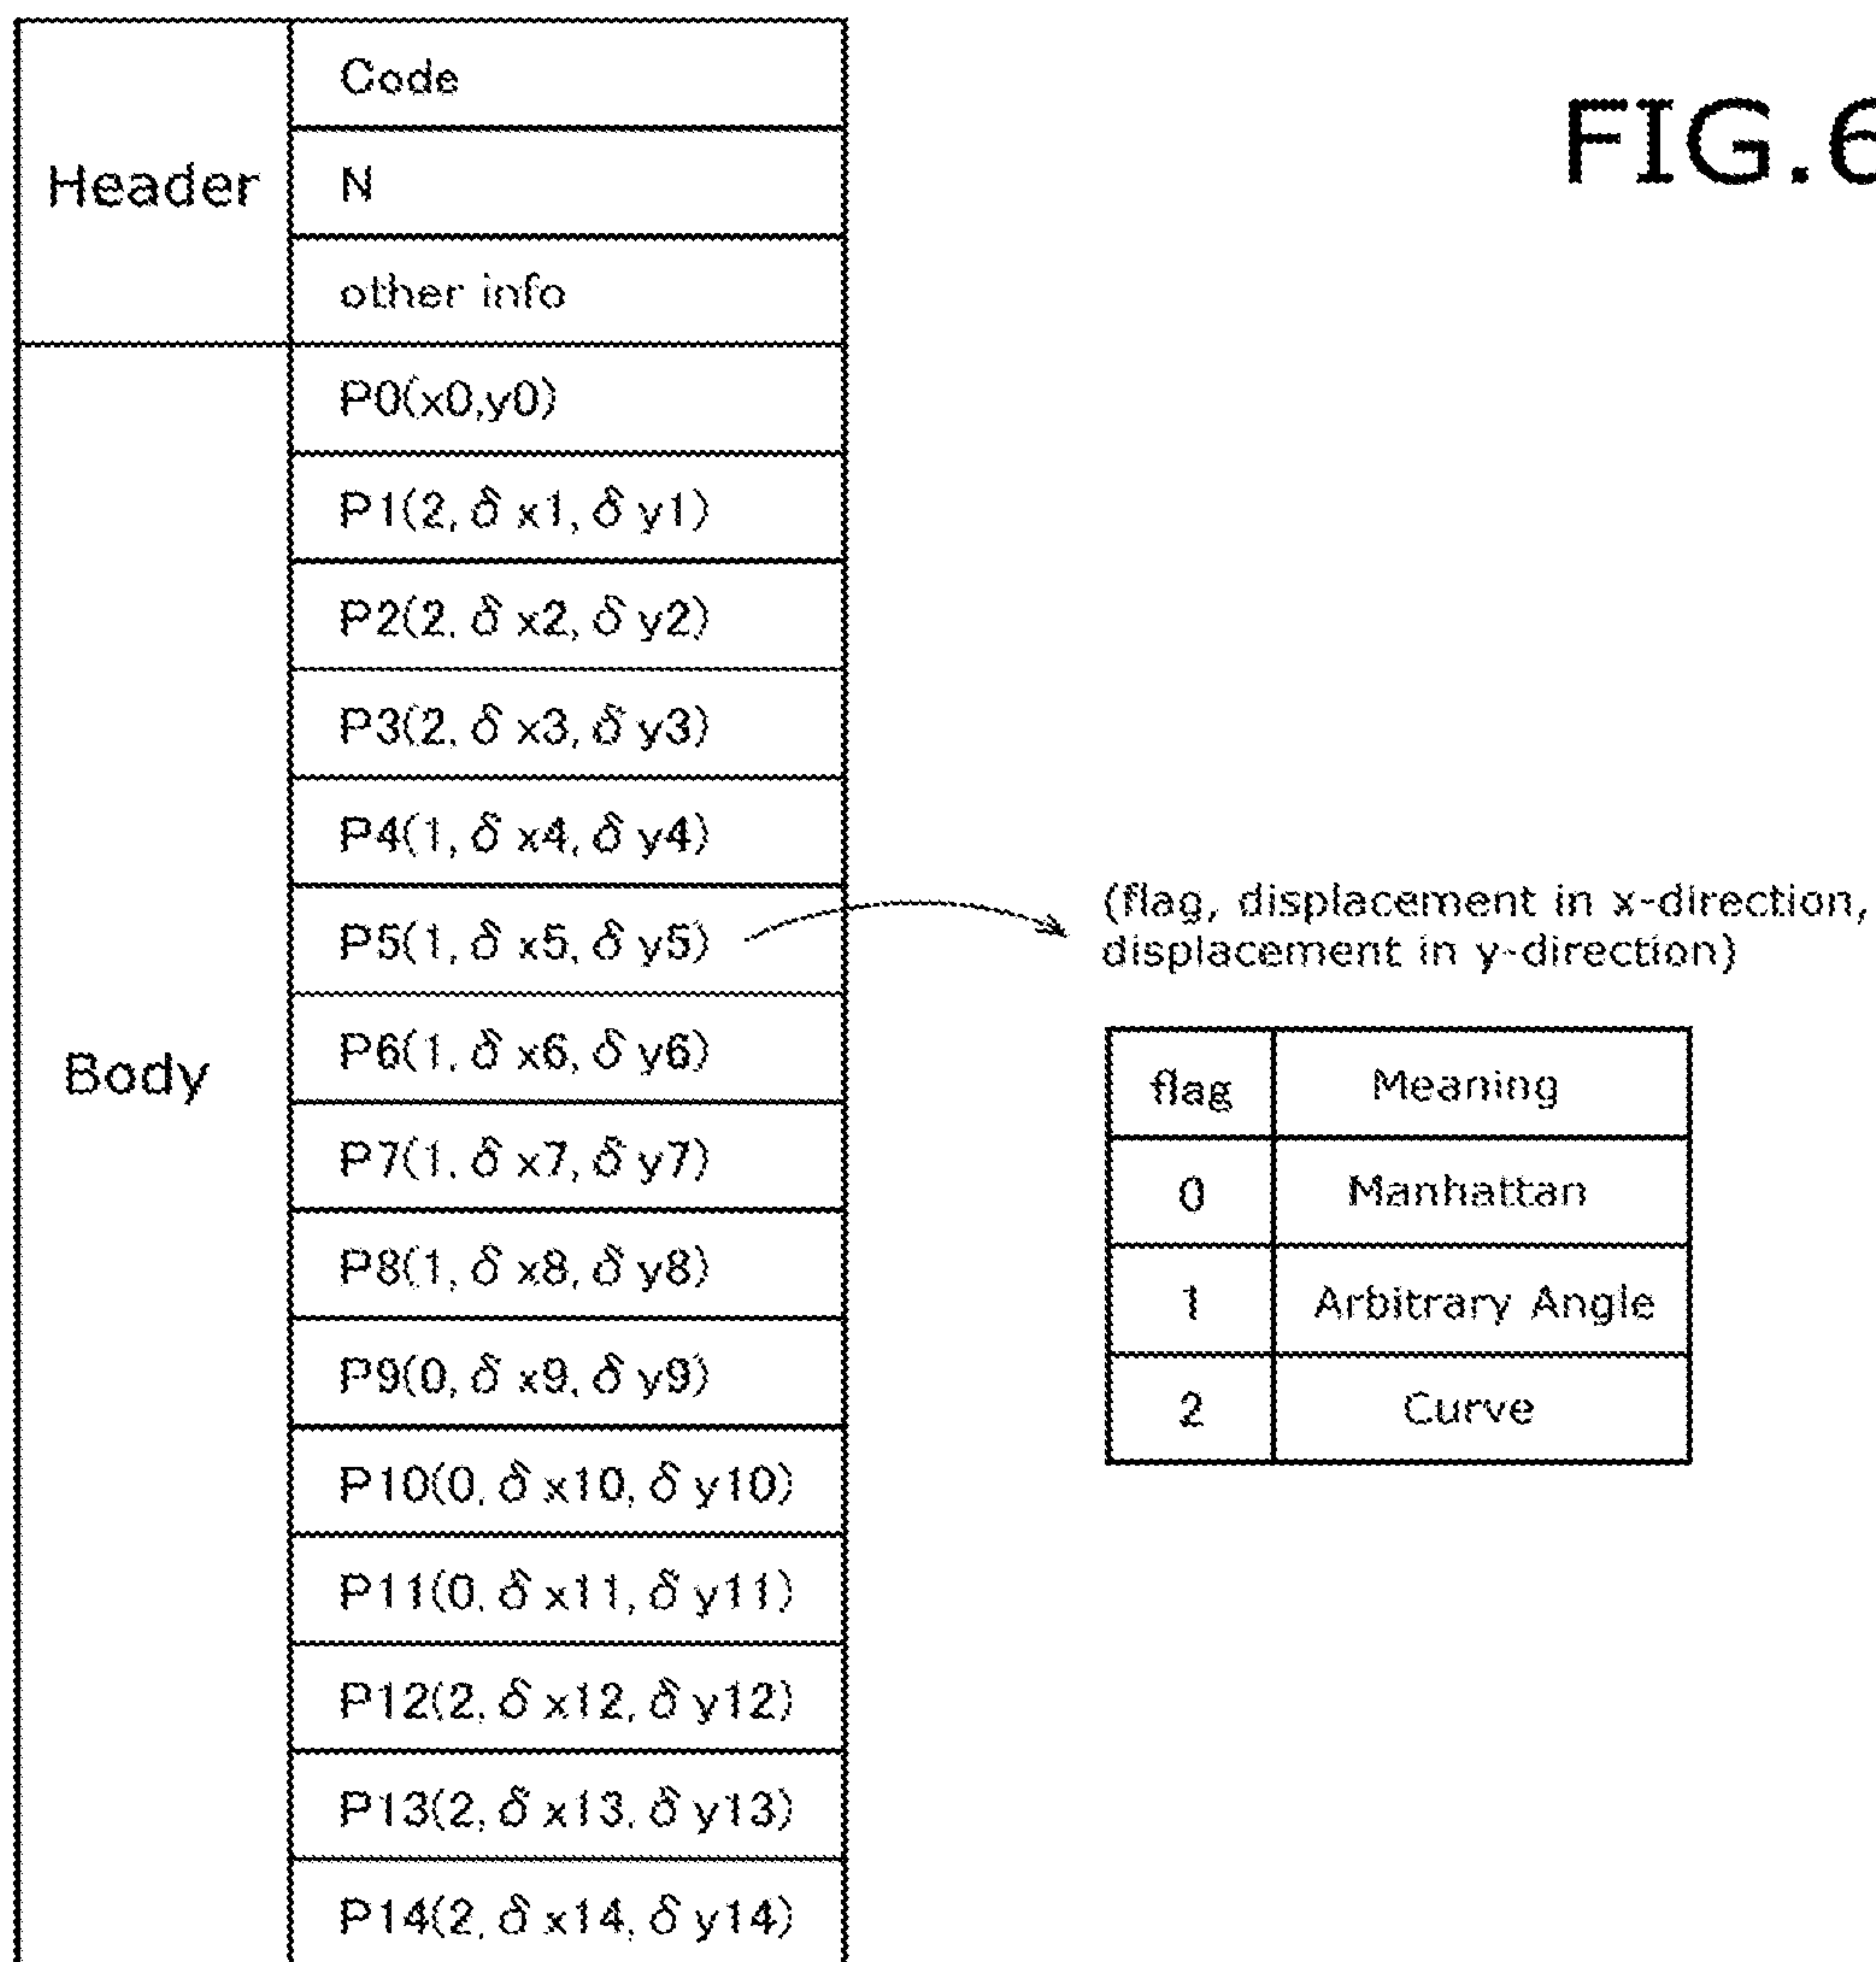 FIG.6
Header
Code
N
other info
Body
P0(x0,y0)
P1(2, δ x1, δ y1)
P2(2, δ x2, δ y2)
P3(2, δ x3, δ y3)
P4(1, δ x4, δ y4)
P5(1, δ x5, δ y5)
P6(1, δ x6, δ y6)
P7(1, δ x7, δ y7)
P8(1, δ x8, δ y8)
P9(0, δ x9, δ y9)
P10(0, δ x10, δ y10)
P11(0, δ x11, δ y11)
P12(2, δ x12, δ y12)
P13(2, δ x13, δ y13)
P14(2, δ x14, δ y14)
(flag, displacement in x-direction,
displacement in y-direction)
flag Meaning
0 Manhattan
1 Arbitrary Angle
2 Curve